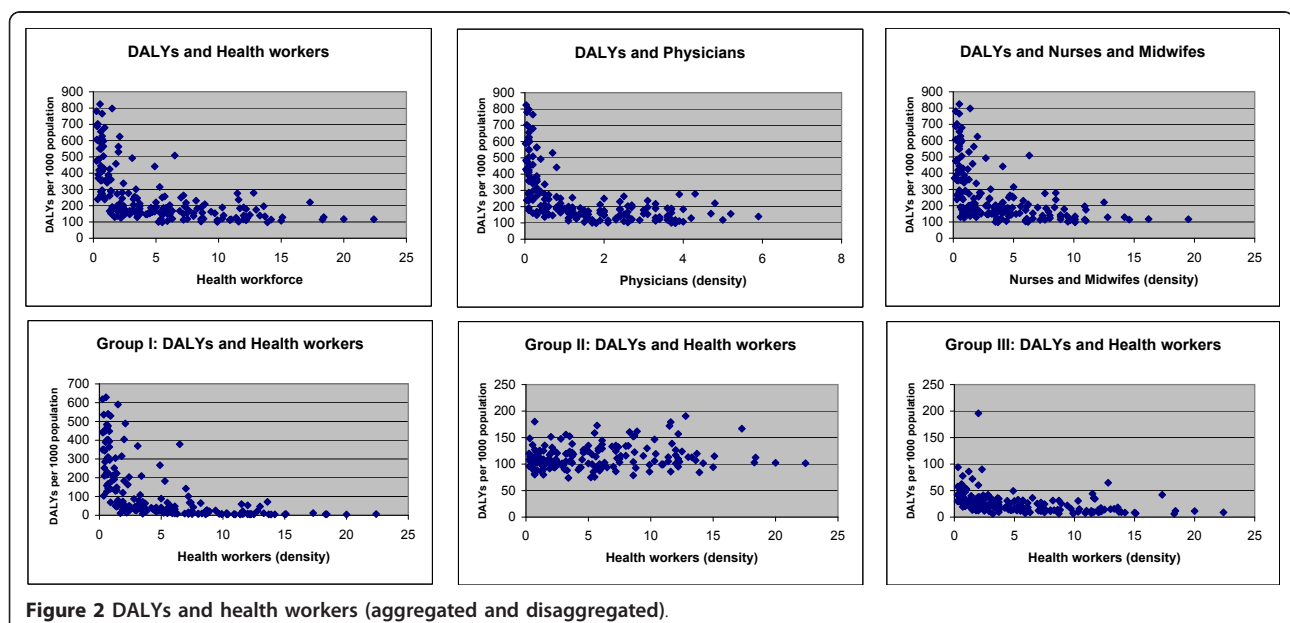 DALYs and Health workers
DALYs per 1000 population
900
800
700
600
500
400
300
200
100
0
0 5 10 15 20 25
Health workforce
DALYs and Physicians
DALYs per 1000 population
900
800
700
600
500
400
300
200
100
0
0 2 4 6 8
Physicians (density)
DALYs and Nurses and Midwifes
DALYs per 1000 population
900
800
700
600
500
400
300
200
100
0
0 5 10 15 20 25
Nurses and Midwifes (density)
Group I: DALYs and Health workers
DALYs per 1000 population
700
600
500
400
300
200
100
0
0 5 10 15 20 25
Health workers (density)
Group II: DALYs and Health workers
DALYs per 1000 population
250
200
150
100
50
0
0 5 10 15 20 25
Health workers (density)
Group III: DALYs and Health workers
DALYs per 1000 population
250
200
150
100
50
0
0 5 10 15 20 25
Health workers (density)
Figure 2 DALYs and health workers (aggregated and disaggregated).